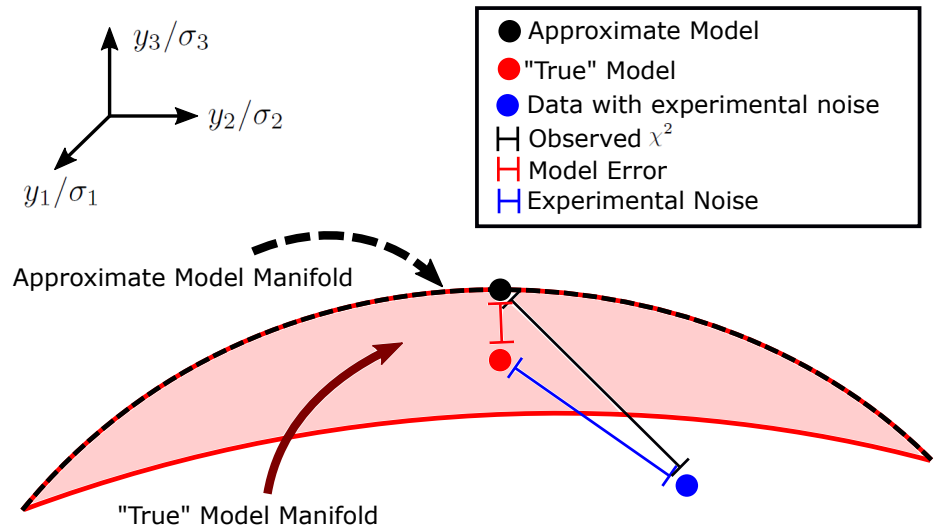 y₃/σ₃
y₂/σ₂
y₁/σ₁
Approximate Model
"True" Model
Data with experimental noise
Observed χ²
Model Error
Experimental Noise
Approximate Model Manifold
"True" Model Manifold